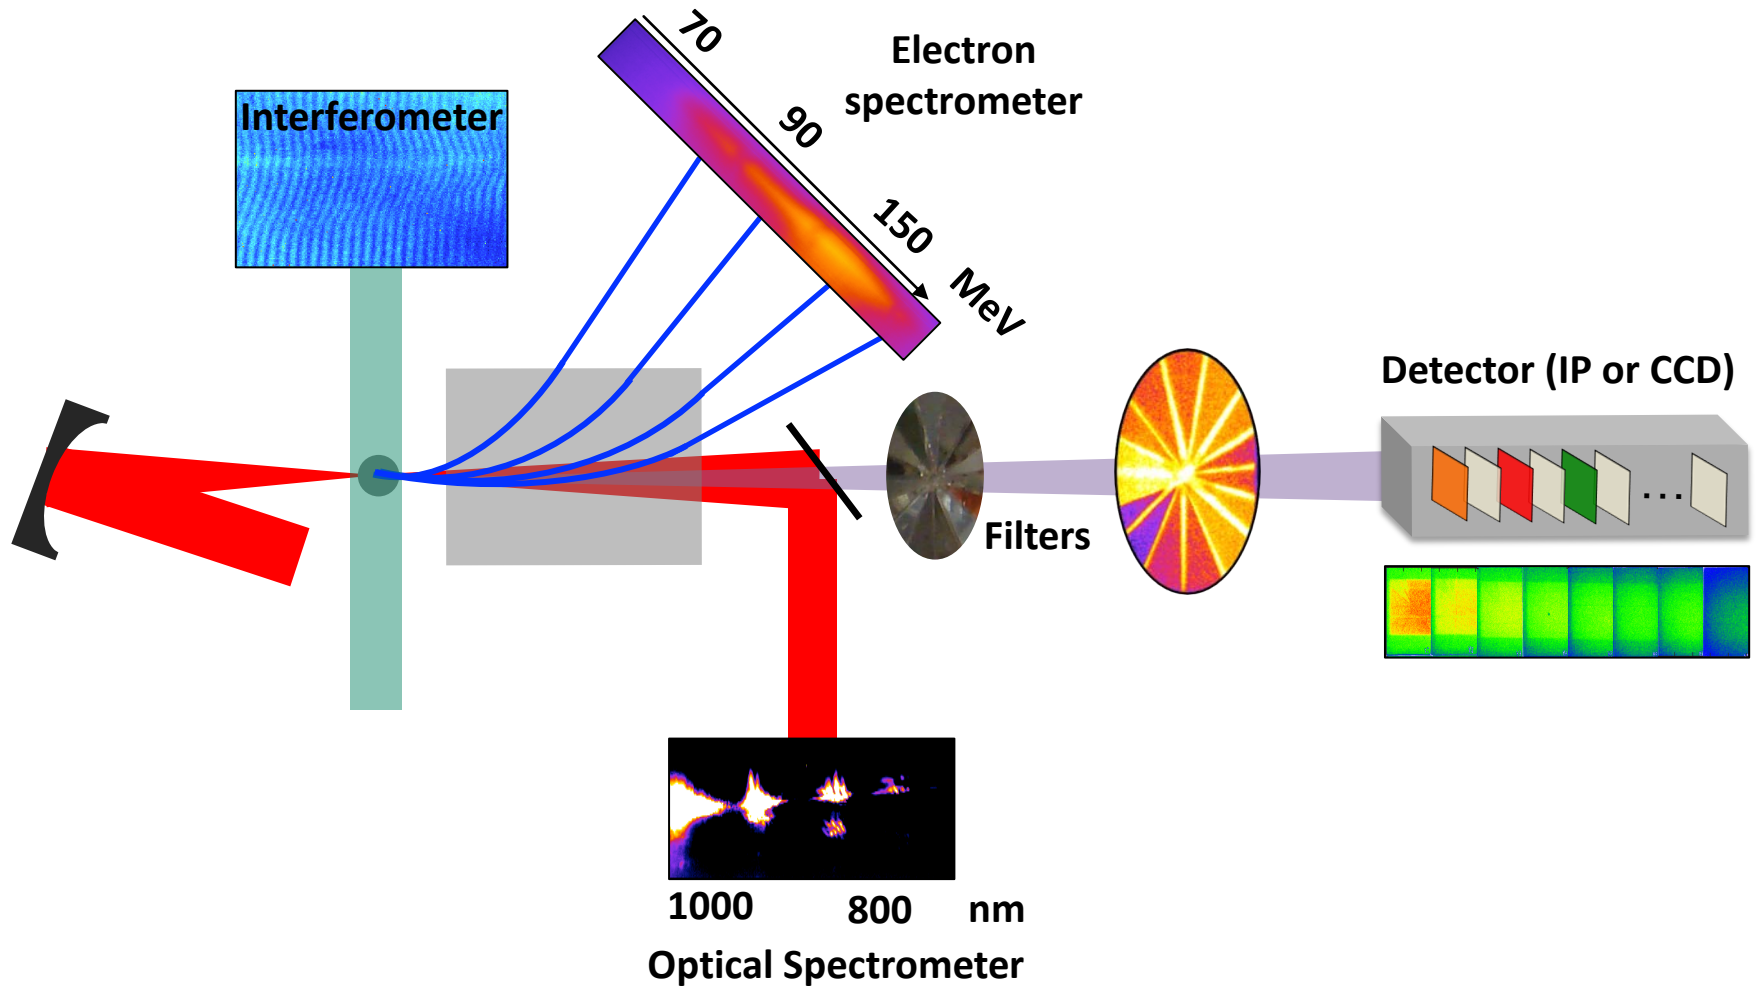 70
90
150
MeV
Electron
spectrometer
Interferometer
Detector (IP or CCD)
...
Filters
1000
800
nm
Optical Spectrometer